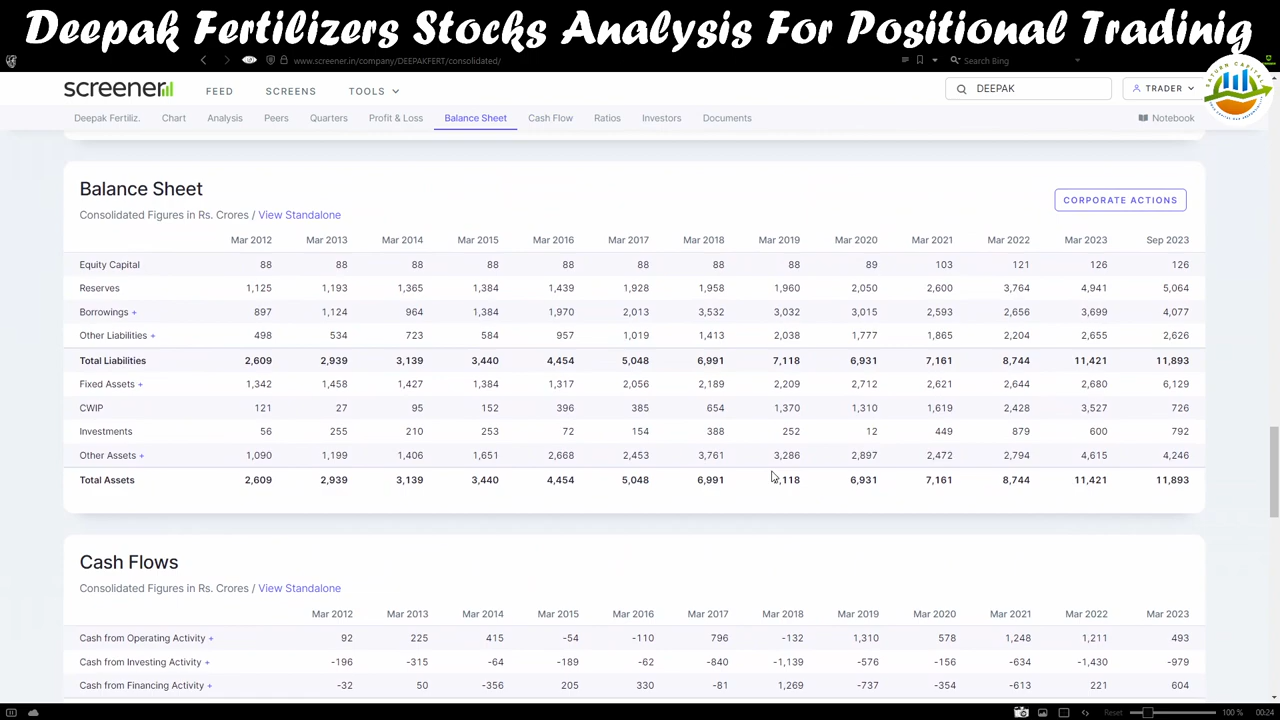 Deepak Fertilizers Stocks Analysis For Positional Tradinig
www.screener.in/company/DEEPAKFERT/consolidated/ Search Bing
screener FEED SCREENS TOOLS DEEPAK TRADER
Deepak Fertiliz. Chart Analysis Peers Quarters Profit & Loss Balance Sheet Cash Flow Ratios Investors Documents Notebook
Balance Sheet
Consolidated Figures in Rs. Crores / View Standalone
CORPORATE ACTIONS
Mar 2012 Mar 2013 Mar 2014 Mar 2015 Mar 2016 Mar 2017 Mar 2018 Mar 2019 Mar 2020 Mar 2021 Mar 2022 Mar 2023 Sep 2023
Equity Capital 88 88 88 88 88 88 88 88 89 103 121 126 126
Reserves 1,125 1,193 1,365 1,384 1,439 1,928 1,958 1,960 2,050 2,600 3,764 4,941 5,064
Borrowings + 897 1,124 964 1,384 1,970 2,013 3,532 3,032 3,015 2,593 2,656 3,699 4,077
Other Liabilities + 498 534 723 584 957 1,019 1,413 2,038 1,777 1,865 2,204 2,655 2,626
Total Liabilities 2,609 2,939 3,139 3,440 4,454 5,048 6,991 7,118 6,931 7,161 8,744 11,421 11,893
Fixed Assets + 1,342 1,458 1,427 1,384 1,317 2,056 2,189 2,209 2,712 2,621 2,644 2,680 6,129
CWIP 121 27 95 152 396 385 654 1,370 1,310 1,619 2,428 3,527 726
Investments 56 255 210 253 72 154 388 252 12 449 879 600 792
Other Assets + 1,090 1,199 1,406 1,651 2,668 2,453 3,761 3,286 2,897 2,472 2,794 4,615 4,246
Total Assets 2,609 2,939 3,139 3,440 4,454 5,048 6,991 7,118 6,931 7,161 8,744 11,421 11,893
Cash Flows
Consolidated Figures in Rs. Crores / View Standalone
Mar 2012 Mar 2013 Mar 2014 Mar 2015 Mar 2016 Mar 2017 Mar 2018 Mar 2019 Mar 2020 Mar 2021 Mar 2022 Mar 2023
Cash from Operating Activity + 92 225 415 -54 -110 796 -132 1,310 578 1,248 1,211 493
Cash from Investing Activity + -196 -315 -64 -189 -62 -840 -1,139 -576 -156 -634 -1,430 -979
Cash from Financing Activity + -32 50 -356 205 330 -81 1,269 -737 -354 -613 221 604
Reset 100 % 00:24